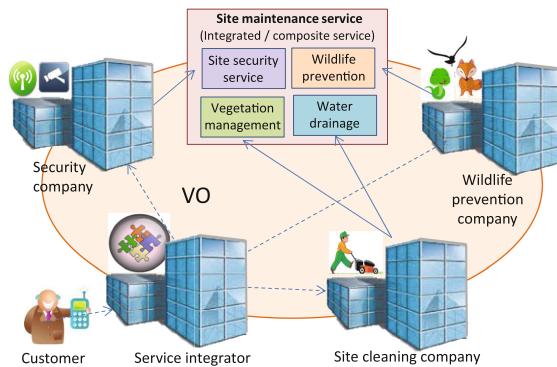 Site maintenance service
(Integrated / composite service)
Site security
service
Wildlife
prevention
Vegetation
management
Water
drainage
Security
company
VO
Wildlife
prevention
company
Customer
Service integrator
Site cleaning company